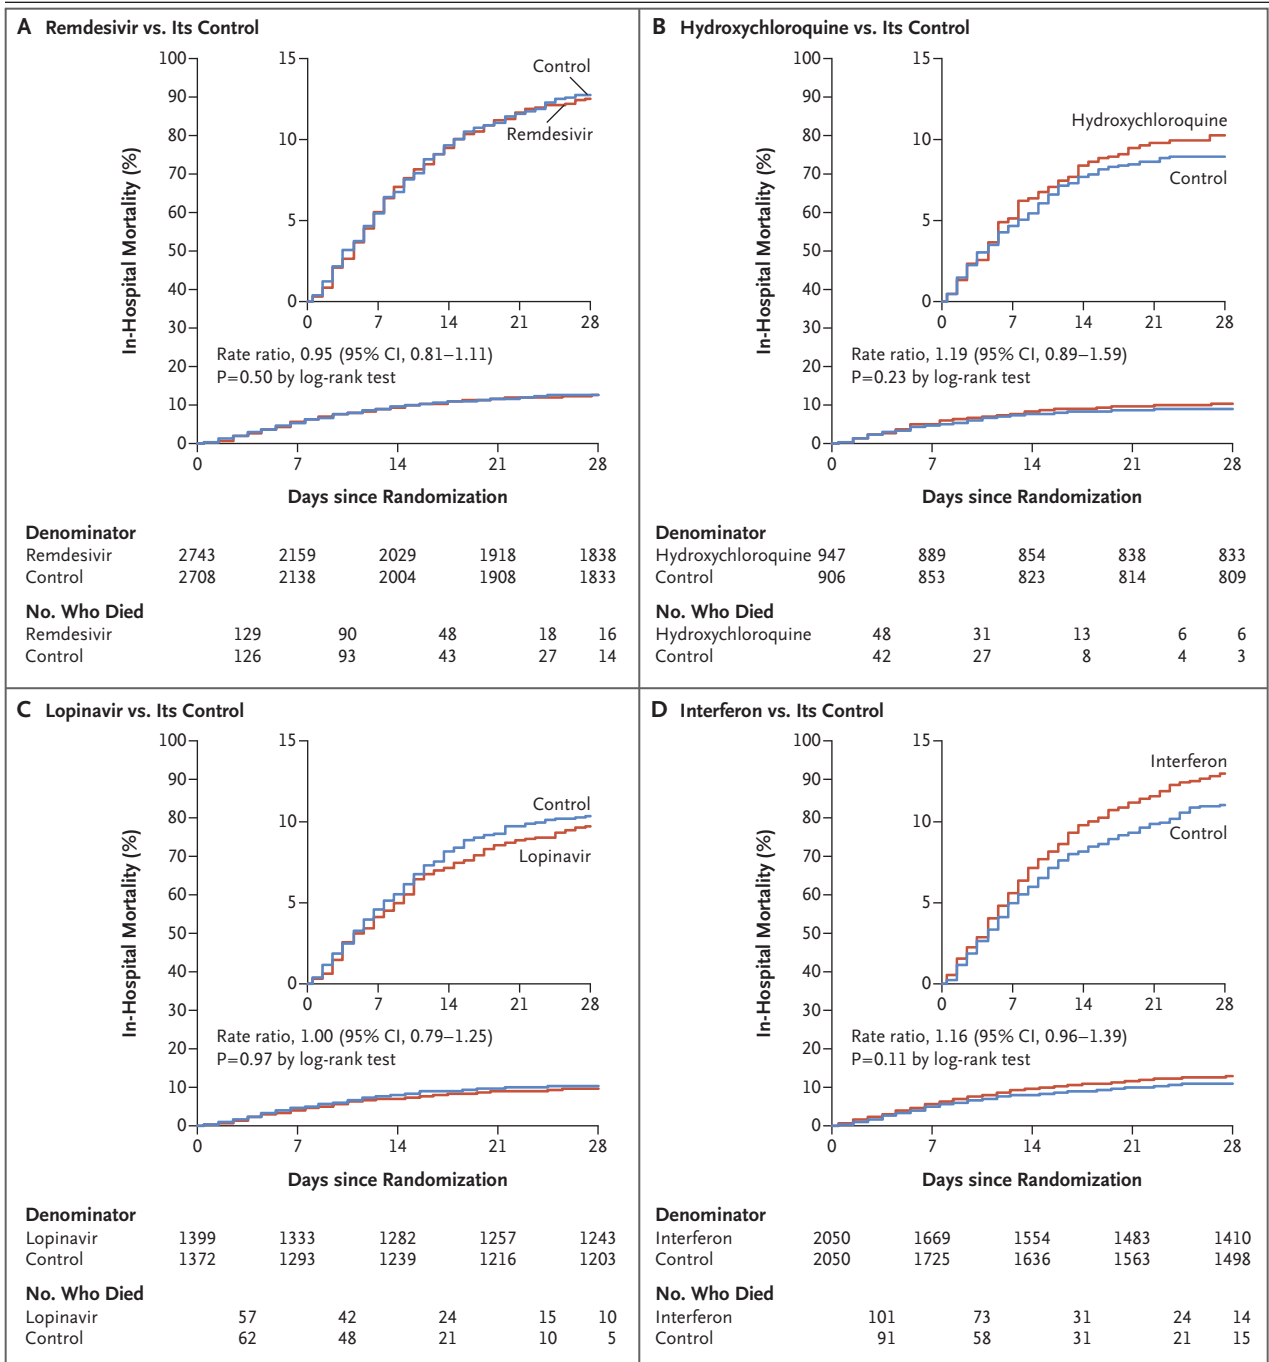 A Remdesivir vs. Its Control
In-Hospital Mortality (%)
100
90
80
70
60
50
40
30
20
10
0
15
10
5
0
0 7 14 21 28
Control
Remdesivir
Rate ratio, 0.95 (95% CI, 0.81–1.11)
P=0.50 by log-rank test
0 7 14 21 28
Days since Randomization
Denominator
Remdesivir 2743 2159 2029 1918 1838
Control 2708 2138 2004 1908 1833
No. Who Died
Remdesivir 129 90 48 18 16
Control 126 93 43 27 14
B Hydroxychloroquine vs. Its Control
In-Hospital Mortality (%)
100
90
80
70
60
50
40
30
20
10
0
15
10
5
0
0 7 14 21 28
Hydroxychloroquine
Control
Rate ratio, 1.19 (95% CI, 0.89–1.59)
P=0.23 by log-rank test
0 7 14 21 28
Days since Randomization
Denominator
Hydroxychloroquine 947 889 854 838 833
Control 906 853 823 814 809
No. Who Died
Hydroxychloroquine 48 31 13 6 6
Control 42 27 8 4 3
C Lopinavir vs. Its Control
In-Hospital Mortality (%)
100
90
80
70
60
50
40
30
20
10
0
15
10
5
0
0 7 14 21 28
Control
Lopinavir
Rate ratio, 1.00 (95% CI, 0.79–1.25)
P=0.97 by log-rank test
0 7 14 21 28
Days since Randomization
Denominator
Lopinavir 1399 1333 1282 1257 1243
Control 1372 1293 1239 1216 1203
No. Who Died
Lopinavir 57 42 24 15 10
Control 62 48 21 10 5
D Interferon vs. Its Control
In-Hospital Mortality (%)
100
90
80
70
60
50
40
30
20
10
0
15
10
5
0
0 7 14 21 28
Interferon
Control
Rate ratio, 1.16 (95% CI, 0.96–1.39)
P=0.11 by log-rank test
0 7 14 21 28
Days since Randomization
Denominator
Interferon 2050 1669 1554 1483 1410
Control 2050 1725 1636 1563 1498
No. Who Died
Interferon 101 73 31 24 14
Control 91 58 31 21 15